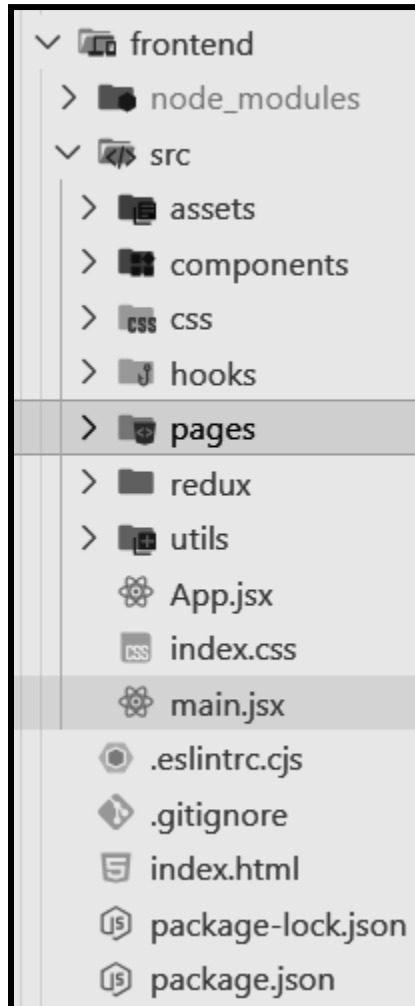 frontend
node_modules
src
assets
components
css
hooks
pages
redux
utils
App.jsx
index.css
main.jsx
.eslintrc.cjs
.gitignore
index.html
package-lock.json
package.json